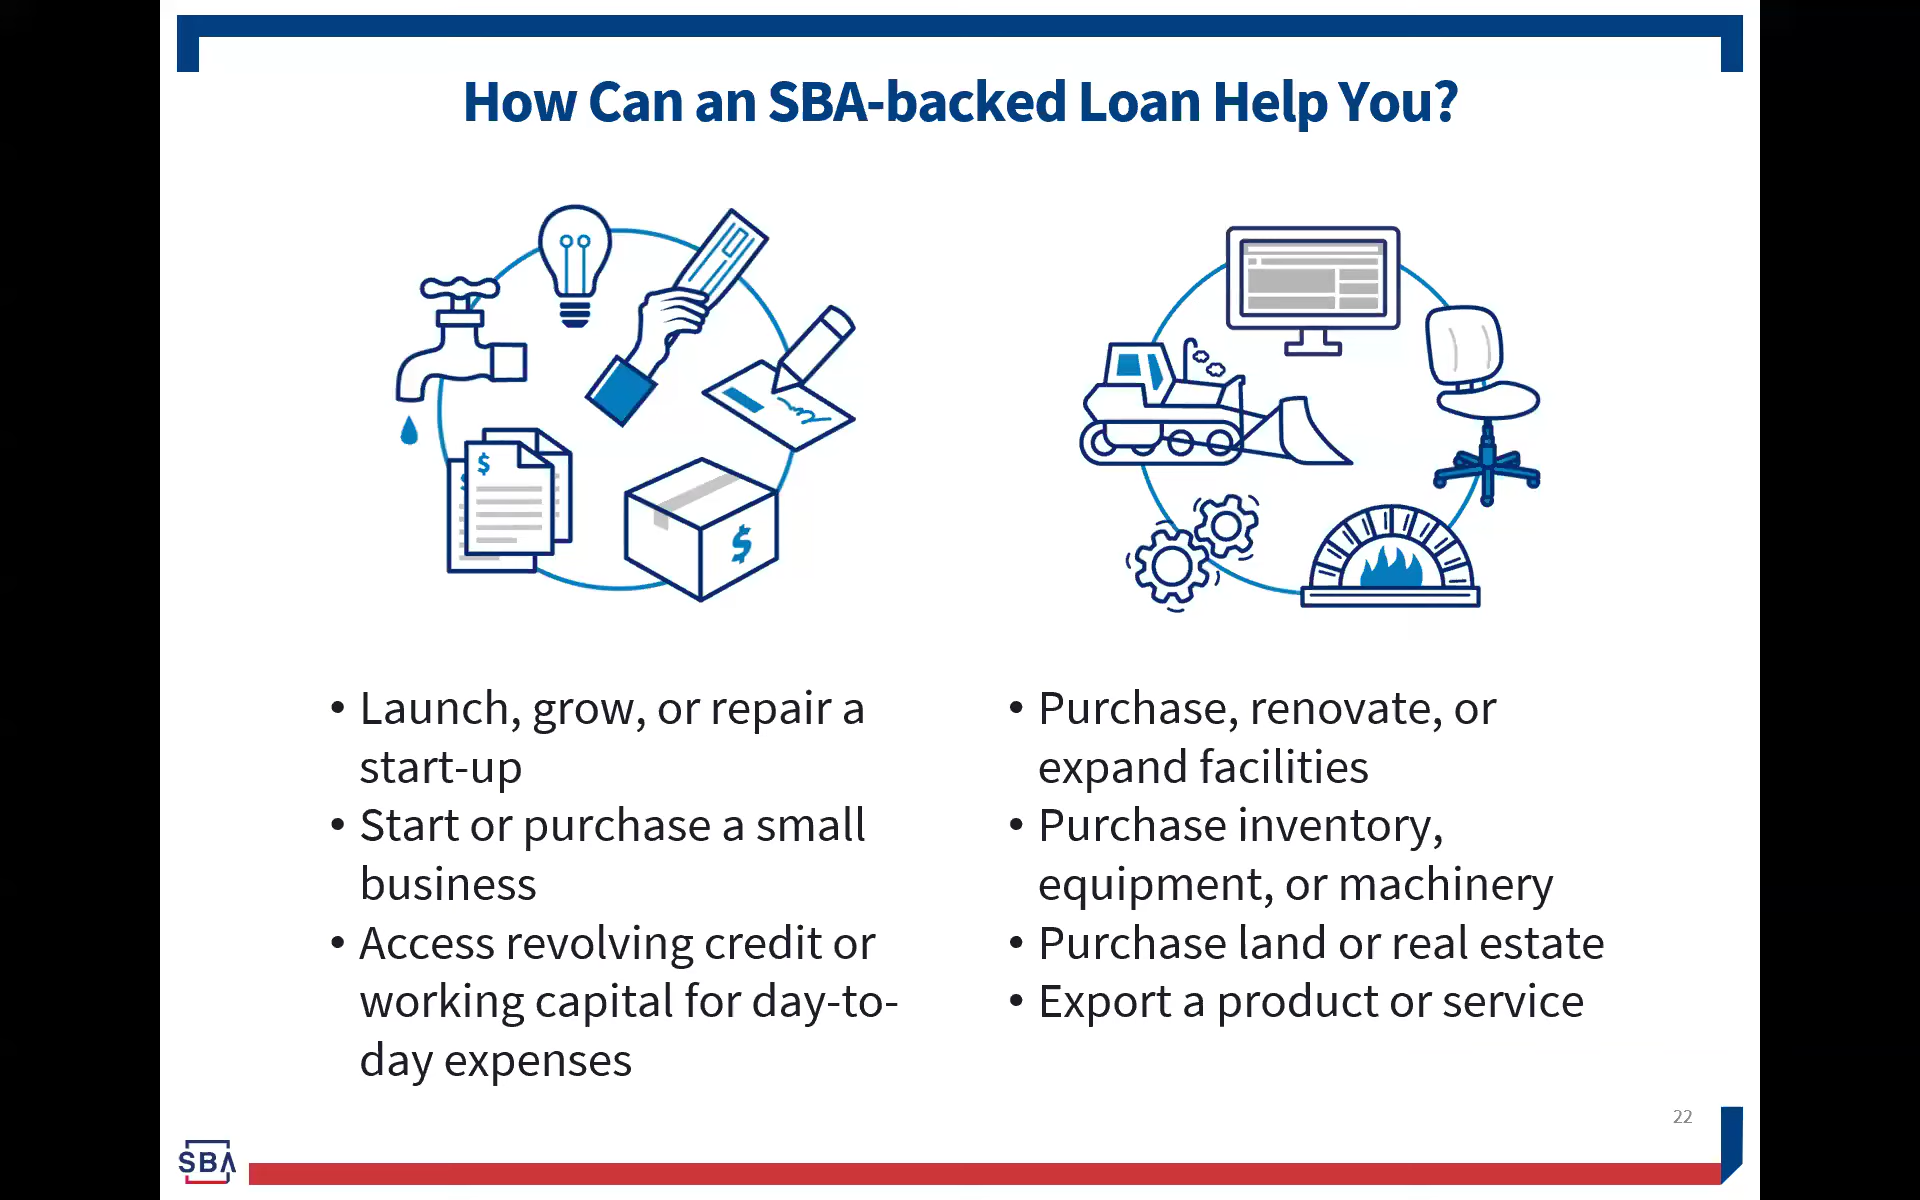 How Can an SBA-backed Loan Help You?
$
$
• Launch, grow, or repair a
start-up
• Start or purchase a small
business
• Access revolving credit or
working capital for day-to-
day expenses
• Purchase, renovate, or
expand facilities
• Purchase inventory,
equipment, or machinery
• Purchase land or real estate
• Export a product or service
22
SBA